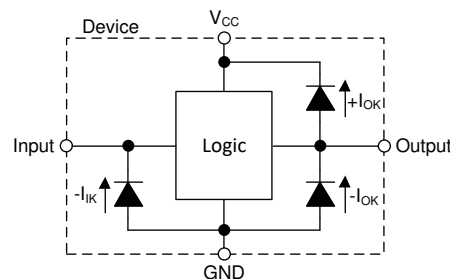 Device
VCC
+IOK
Input
Logic
Output
-IIK
-IOK
GND